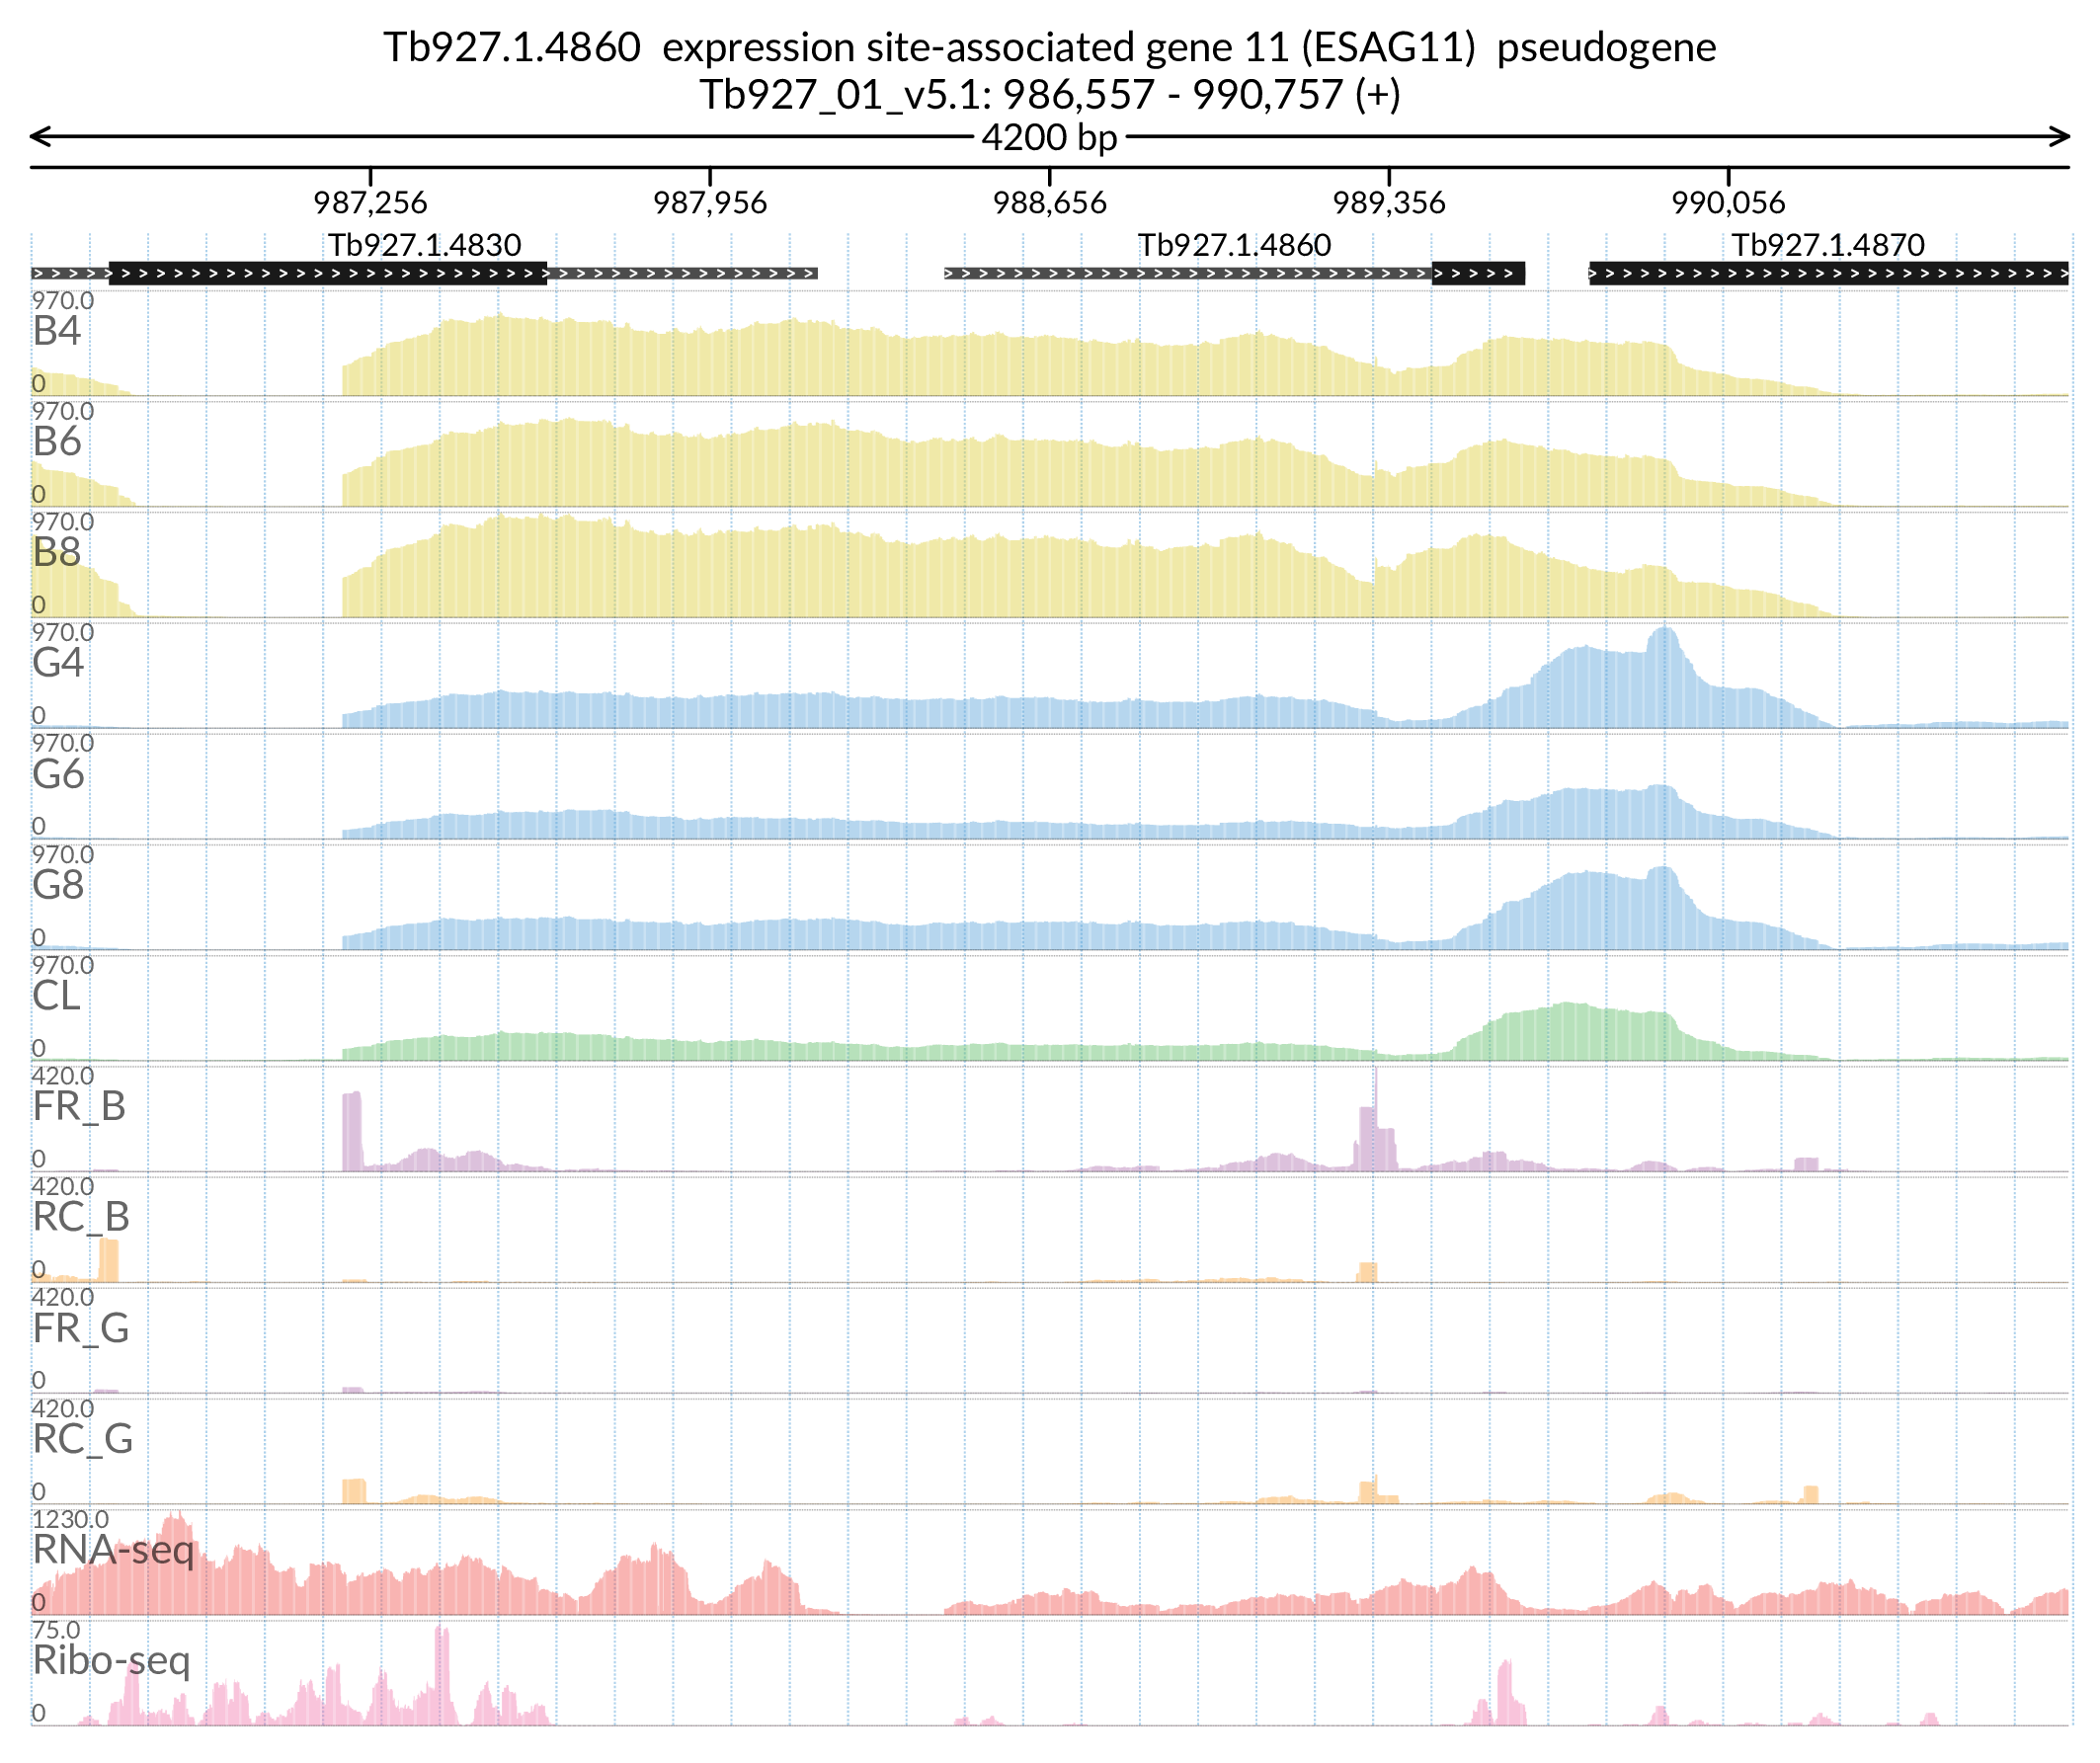 Tb927.1.4860 expression site-associated gene 11 (ESAG11) pseudogene
Tb927_01_v5.1: 986,557 - 990,757 (+)
4200 bp
987,256 987,956 988,656 989,356 990,056
Tb927.1.4830 Tb927.1.4860 Tb927.1.4870
970.0
B4
0
970.0
B6
0
970.0
B8
0
970.0
G4
0
970.0
G6
0
970.0
G8
0
970.0
CL
0
420.0
FR_B
0
420.0
RC_B
0
420.0
FR_G
0
420.0
RC_G
0
1230.0
RNA-seq
0
75.0
Ribo-seq
0